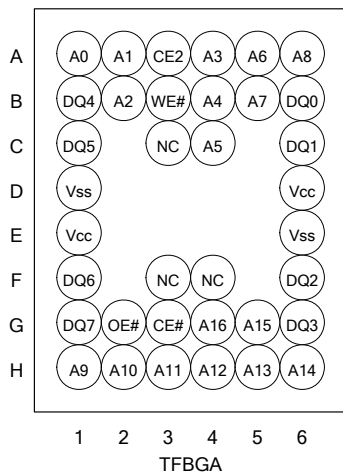 A A0 A1 CE2 A3 A6 A8
B DQ4 A2 WE# A4 A7 DQ0
C DQ5 NC A5 DQ1
D Vss Vcc
E Vcc Vss
F DQ6 NC NC DQ2
G DQ7 OE# CE# A16 A15 DQ3
H A9 A10 A11 A12 A13 A14
1 2 3 4 5 6
TFBGA